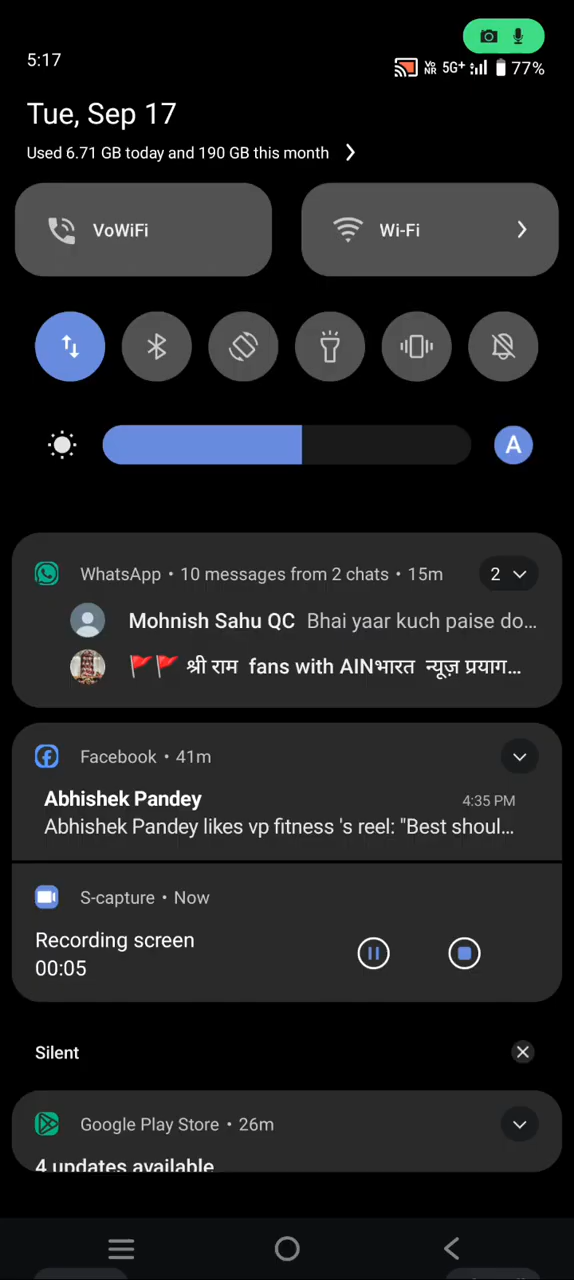 5:17
Vo NR 5G+ 77%
Tue, Sep 17
Used 6.71 GB today and 190 GB this month
VoWiFi
Wi-Fi
A
WhatsApp • 10 messages from 2 chats • 15m 2
Mohnish Sahu QC Bhai yaar kuch paise do...
🚩🚩 श्री राम fans with AINभारत न्यूज़ प्रयाग...
Facebook • 41m
Abhishek Pandey 4:35 PM
Abhishek Pandey likes vp fitness 's reel: "Best shoul...
S-capture • Now
Recording screen
00:05
Silent
Google Play Store • 26m
4 updates available